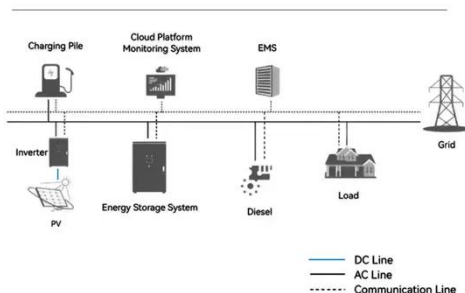 Charging Pile
Cloud Platform
Monitoring System
EMS
Grid
Inverter
PV
Energy Storage System
Diesel
Load
DC Line
AC Line
Communication Line